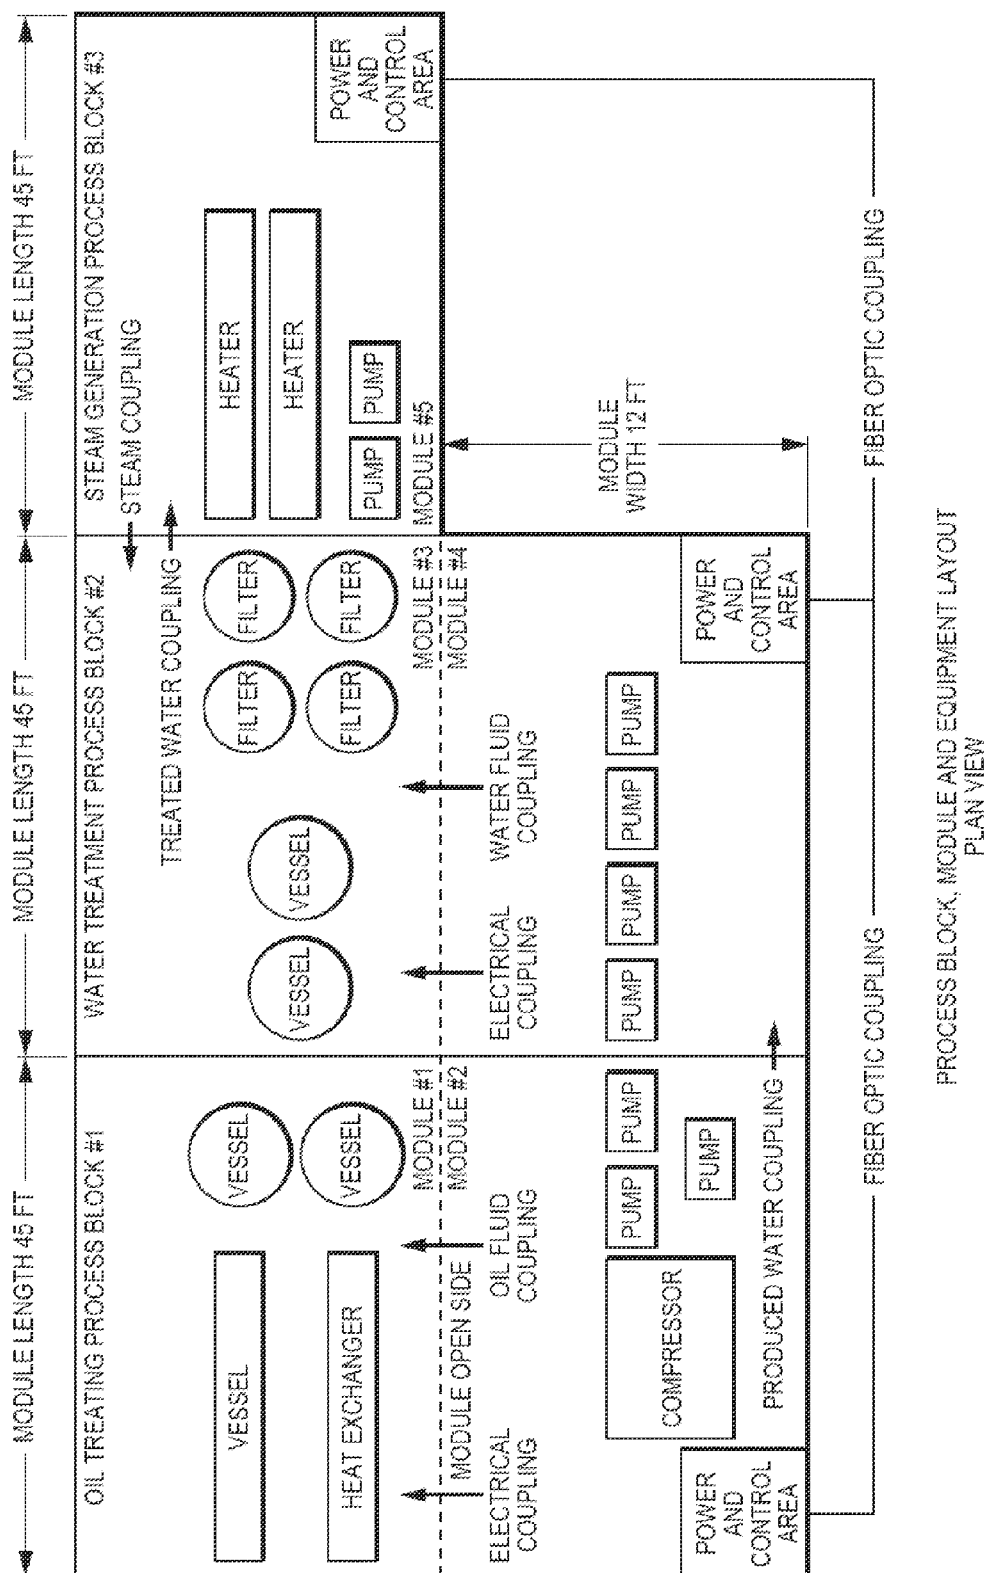 MODULE LENGTH 45 FT
MODULE LENGTH 45 FT
MODULE LENGTH 45 FT
OIL TREATING PROCESS BLOCK #1
VESSEL
HEAT EXCHANGER
VESSEL
VESSEL
MODULE #1
MODULE #2
MODULE OPEN SIDE
ELECTRICAL
COUPLING
OIL FLUID
COUPLING
COMPRESSOR
PUMP
PUMP
PUMP
POWER
AND
CONTROL
AREA
PRODUCED WATER COUPLING
WATER TREATMENT PROCESS BLOCK #2
TREATED WATER COUPLING
VESSEL
VESSEL
FILTER
FILTER
FILTER
FILTER
MODULE #3
MODULE #4
ELECTRICAL
COUPLING
WATER FLUID
COUPLING
PUMP
PUMP
PUMP
PUMP
POWER
AND
CONTROL
AREA
STEAM GENERATION PROCESS BLOCK #3
STEAM COUPLING
HEATER
HEATER
PUMP
PUMP
MODULE #5
POWER
AND
CONTROL
AREA
MODULE
WIDTH 12 FT
FIBER OPTIC COUPLING
FIBER OPTIC COUPLING
PROCESS BLOCK, MODULE AND EQUIPMENT LAYOUT
PLAN VIEW